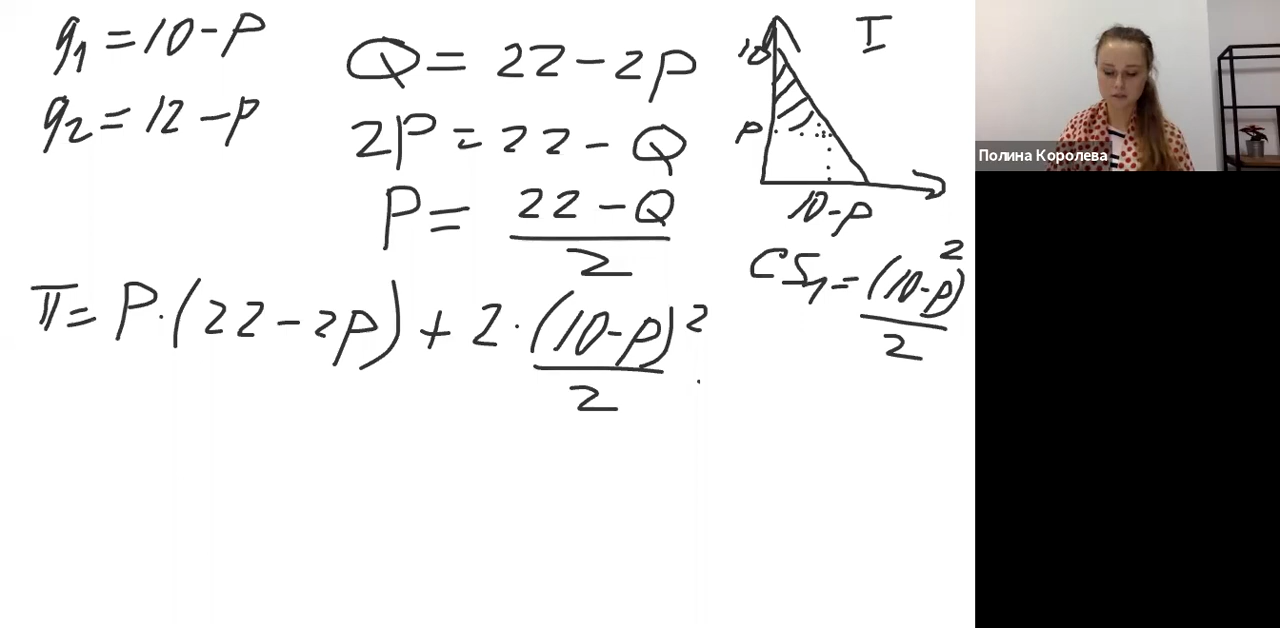 q₁ = 10 - P
q₂ = 12 - P
Q = 22 - 2P
2P = 22 - Q
P = (22 - Q)/2
π = P·(22 - 2P) + 2·(10 - P)²/2
I
10
P
10 - P
CS₁ = (10 - P)²/2
Полина Королева